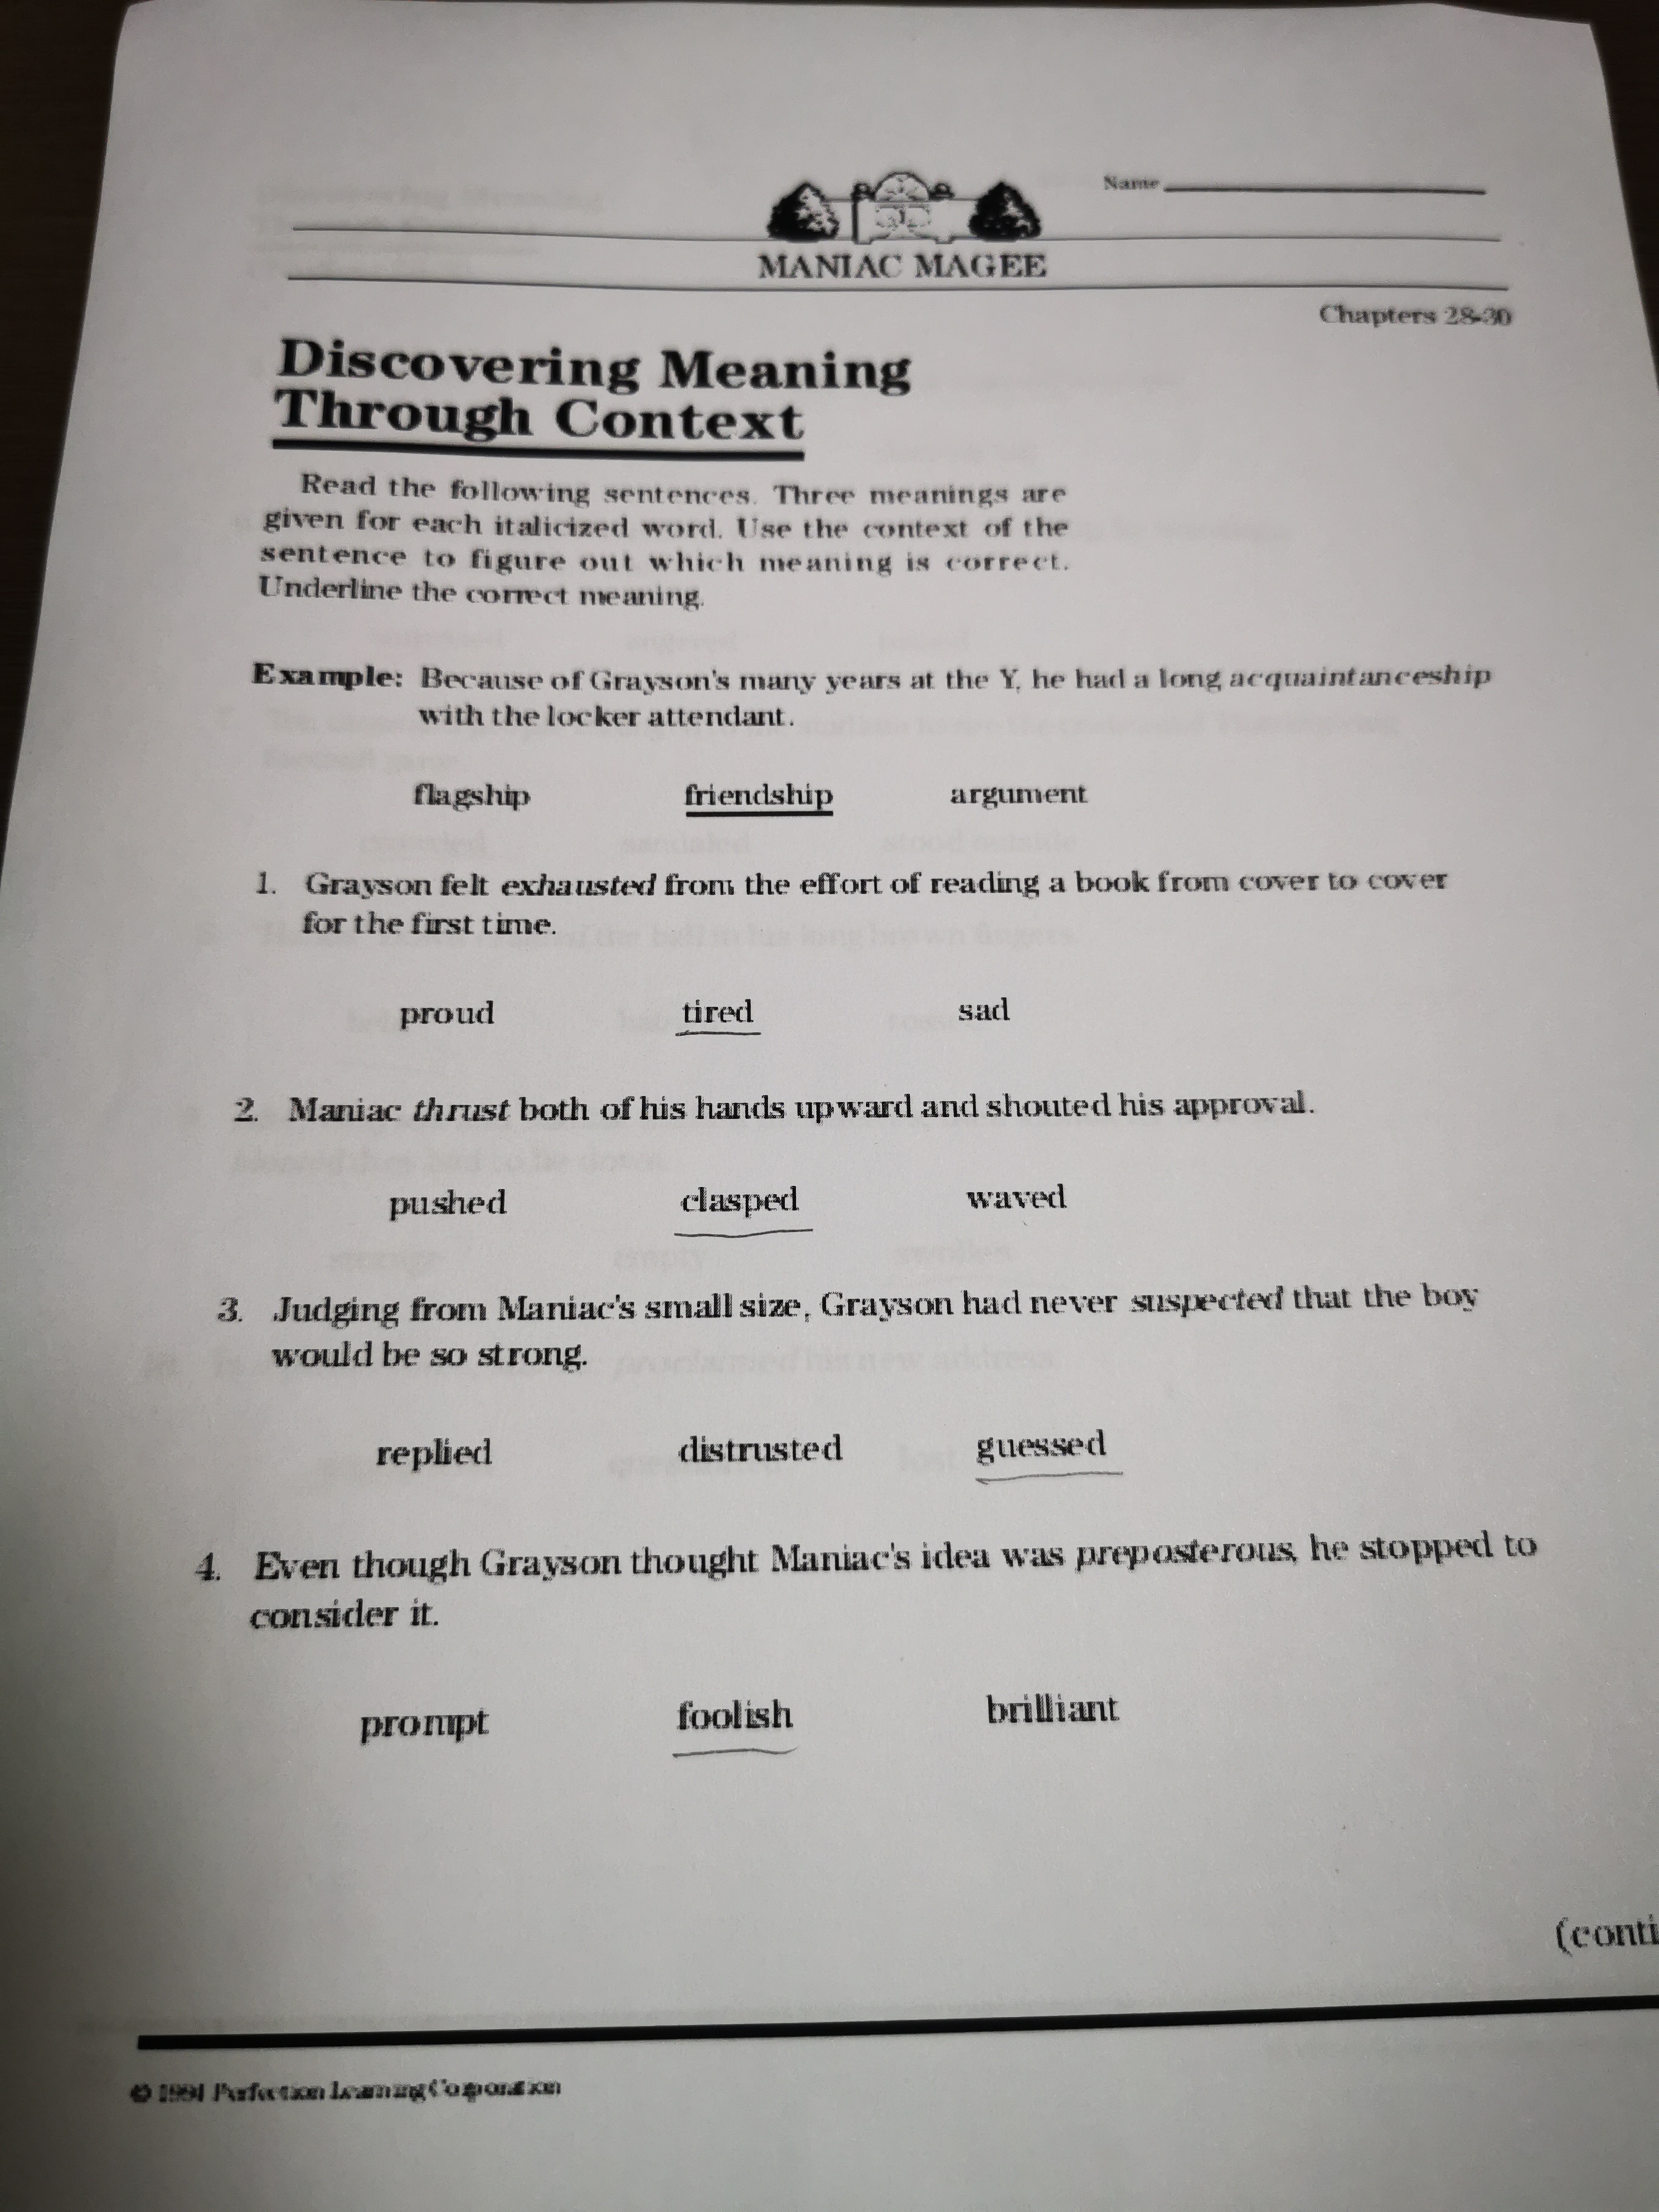 Name
MANIAC MAGEE
Chapters 28-30
Discovering Meaning
Through Context
Read the following sentences. Three meanings are
given for each italicized word. Use the context of the
sentence to figure out which meaning is correct.
Underline the correct meaning.
Example: Because of Grayson's many years at the Y, he had a long acquaintanceship
with the locker attendant.
flagship friendship argument
1. Grayson felt exhausted from the effort of reading a book from cover to cover
for the first time.
proud tired sad
2. Maniac thrust both of his hands upward and shouted his approval.
pushed clasped waved
3. Judging from Maniac's small size, Grayson had never suspected that the boy
would be so strong.
replied distrusted guessed
4. Even though Grayson thought Maniac's idea was preposterous, he stopped to
consider it.
prompt foolish brilliant
(conti
© 1991 Perfection Learning Corporation